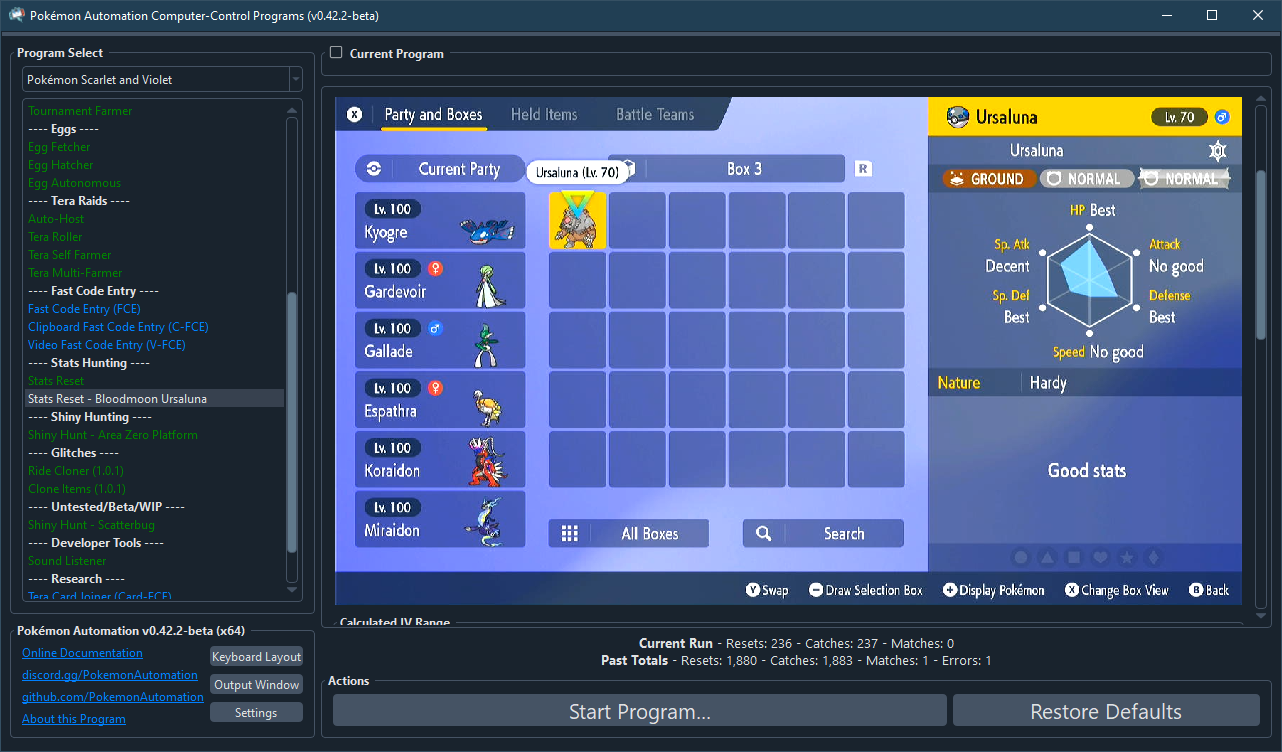 Pokémon Automation Computer-Control Programs (v0.42.2-beta)
Program Select
Pokémon Scarlet and Violet
Tournament Farmer
---- Eggs ----
Egg Fetcher
Egg Hatcher
Egg Autonomous
---- Tera Raids ----
Auto-Host
Tera Roller
Tera Self Farmer
Tera Multi-Farmer
---- Fast Code Entry ----
Fast Code Entry (FCE)
Clipboard Fast Code Entry (C-FCE)
Video Fast Code Entry (V-FCE)
---- Stats Hunting ----
Stats Reset
Stats Reset - Bloodmoon Ursaluna
---- Shiny Hunting ----
Shiny Hunt - Area Zero Platform
---- Glitches ----
Ride Cloner (1.0.1)
Clone Items (1.0.1)
---- Untested/Beta/WIP ----
Shiny Hunt - Scatterbug
---- Developer Tools ----
Sound Listener
---- Research ----
Tera Card Joiner (Card-FCE)
Pokémon Automation v0.42.2-beta (x64)
Online Documentation
Keyboard Layout
discord.gg/PokemonAutomation
Output Window
github.com/PokemonAutomation
Settings
About this Program
Current Program
X Party and Boxes Held Items Battle Teams
Current Party
Ursaluna (Lv. 70)
Box 3 R
Lv. 100
Kyogre
Lv. 100 ♀
Gardevoir
Lv. 100 ♂
Gallade
Lv. 100 ♀
Espathra
Lv. 100
Koraidon
Lv. 100
Miraidon
All Boxes
Search
Ursaluna Lv. 70 ♂
Ursaluna
GROUND NORMAL NORMAL
HP Best
Sp. Atk
Decent
Attack
No good
Sp. Def
Best
Defense
Best
Speed No good
Nature Hardy
Good stats
Y Swap - Draw Selection Box + Display Pokémon X Change Box View B Back
Calculated IV Range
Current Run - Resets: 236 - Catches: 237 - Matches: 0
Past Totals - Resets: 1,880 - Catches: 1,883 - Matches: 1 - Errors: 1
Actions
Start Program...
Restore Defaults